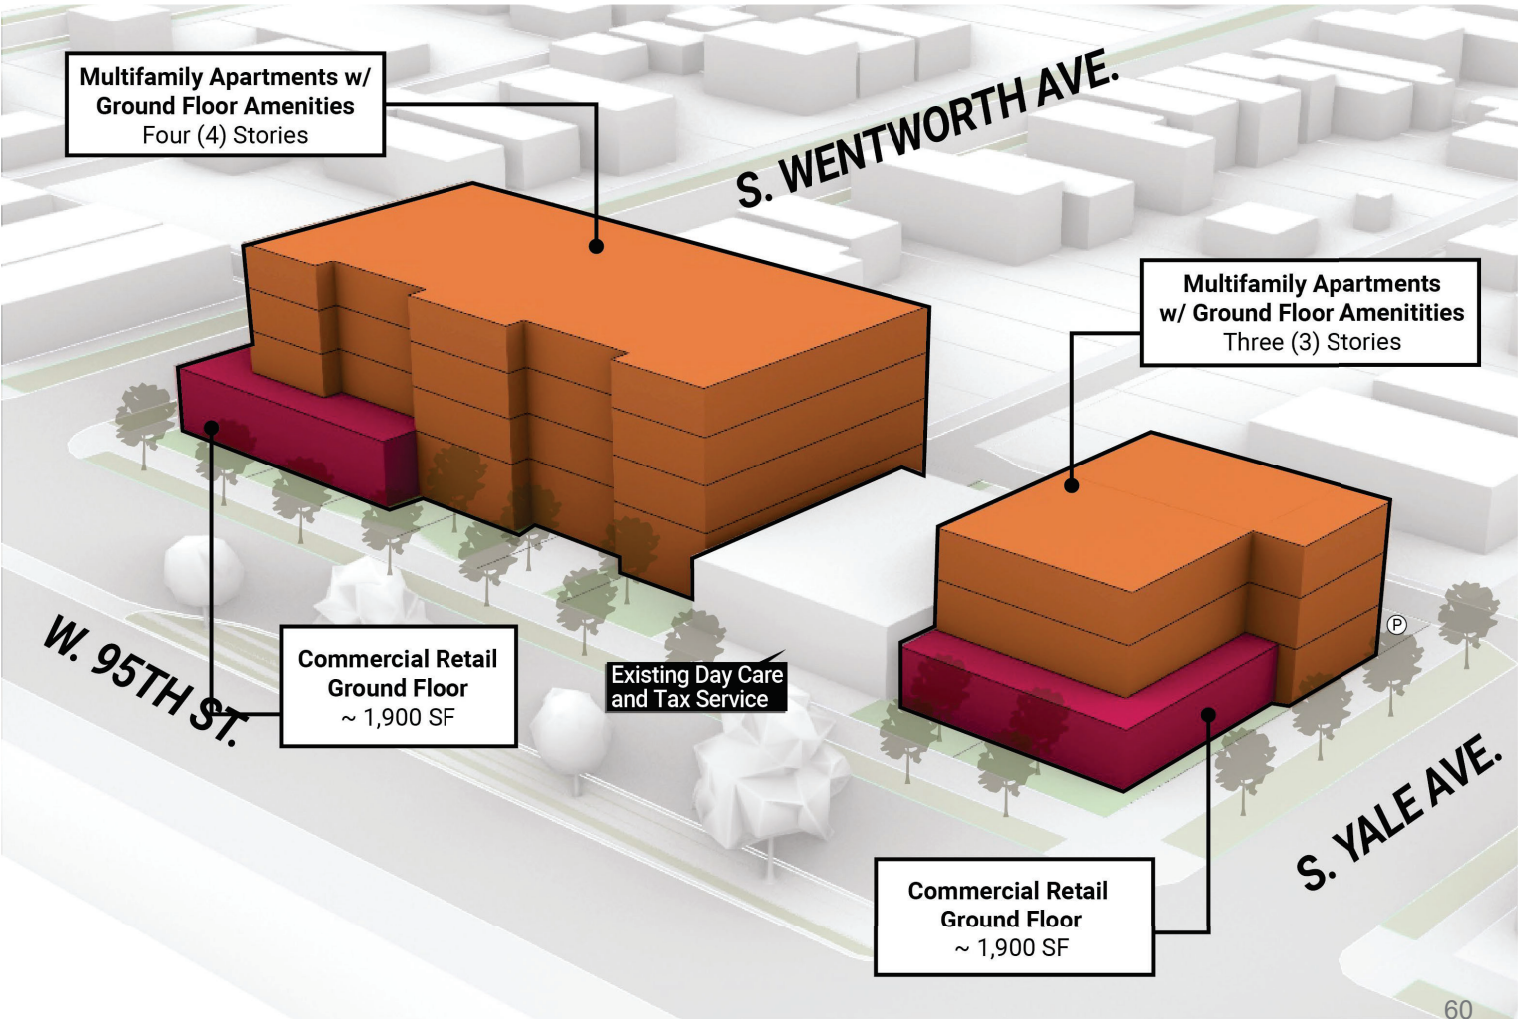 Multifamily Apartments w/
Ground Floor Amenities
Four (4) Stories
S. WENTWORTH AVE.
Multifamily Apartments
w/ Ground Floor Amenitities
Three (3) Stories
P
W. 95TH ST.
Commercial Retail
Ground Floor
~ 1,900 SF
Existing Day Care
and Tax Service
S. YALE AVE.
Commercial Retail
Ground Floor
~ 1,900 SF
60